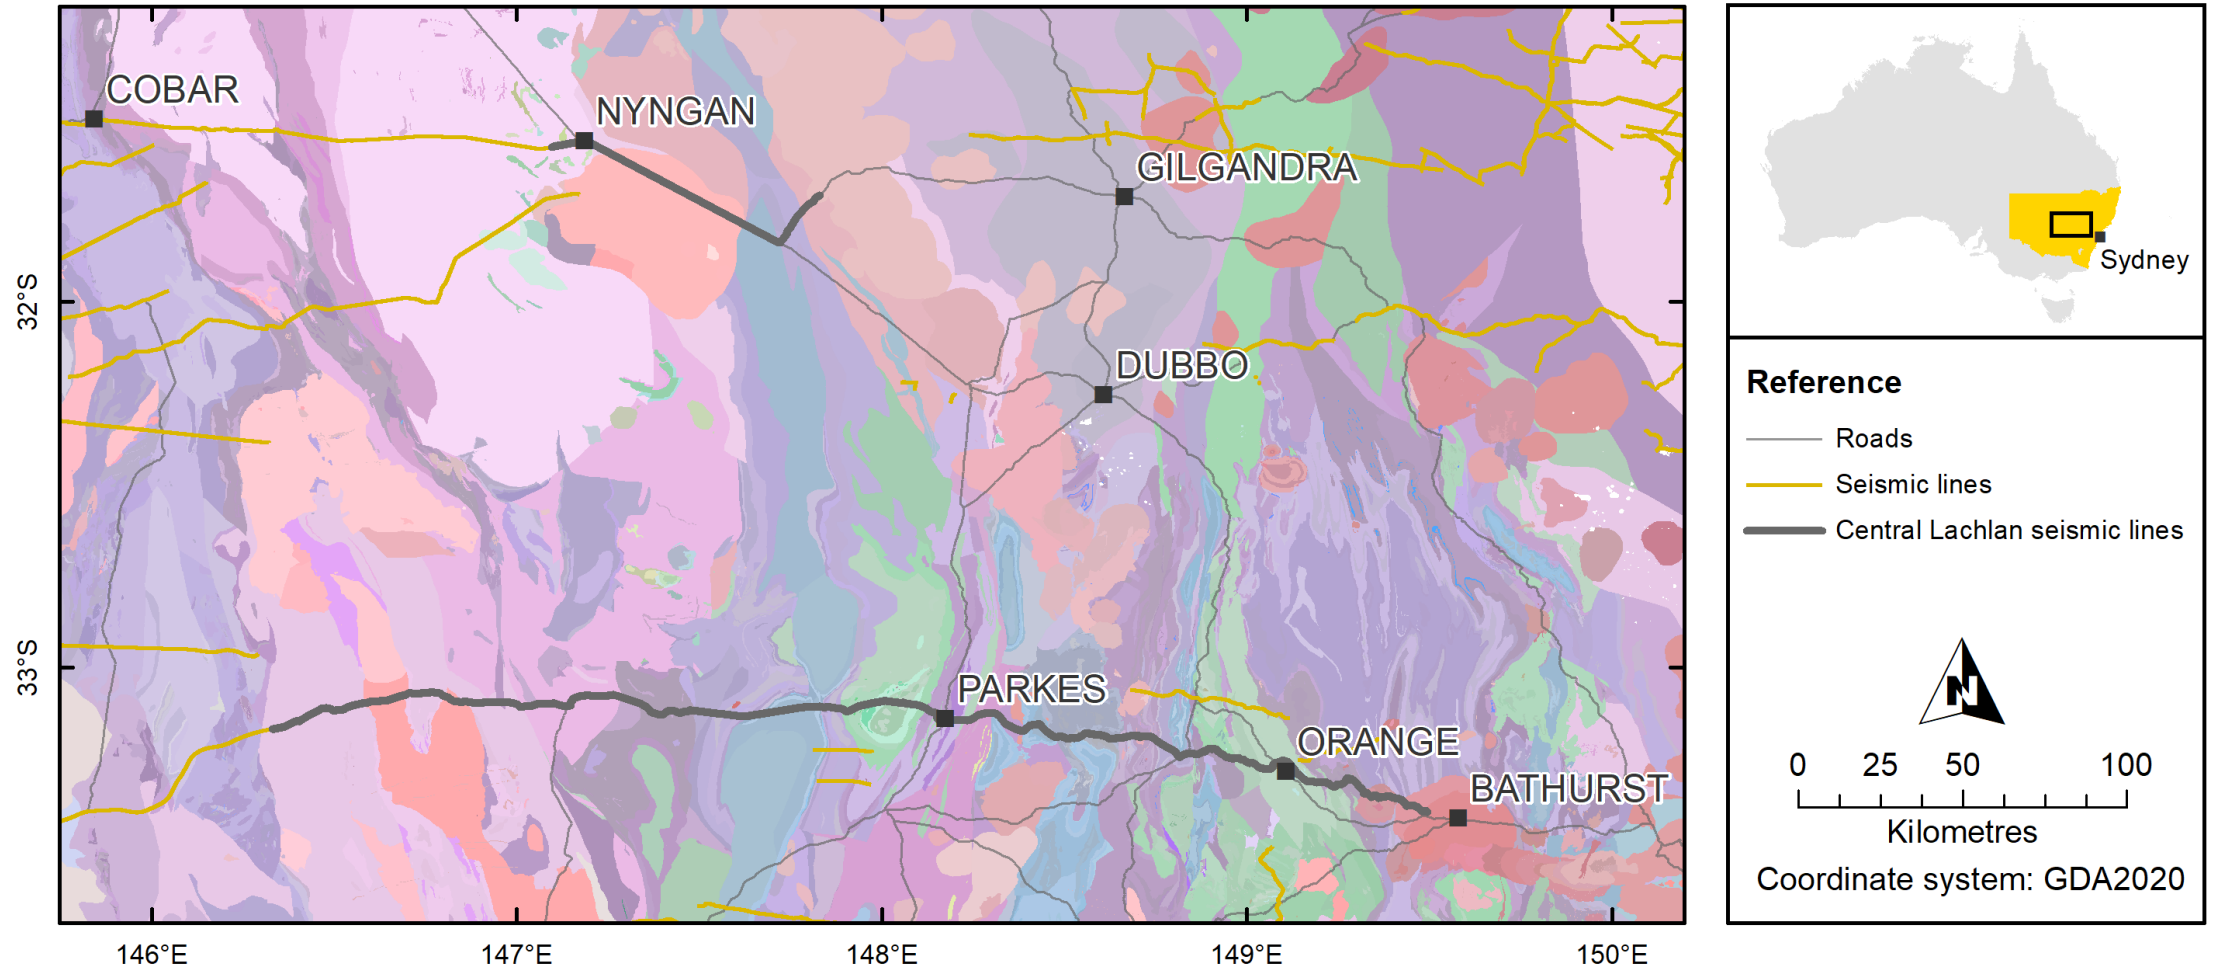 COBAR
NYNGAN
GILGANDRA
DUBBO
PARKES
ORANGE
BATHURST
32°S
33°S
146°E
147°E
148°E
149°E
150°E
Sydney
Reference
Roads
Seismic lines
Central Lachlan seismic lines
N
0 25 50 100
Kilometres
Coordinate system: GDA2020